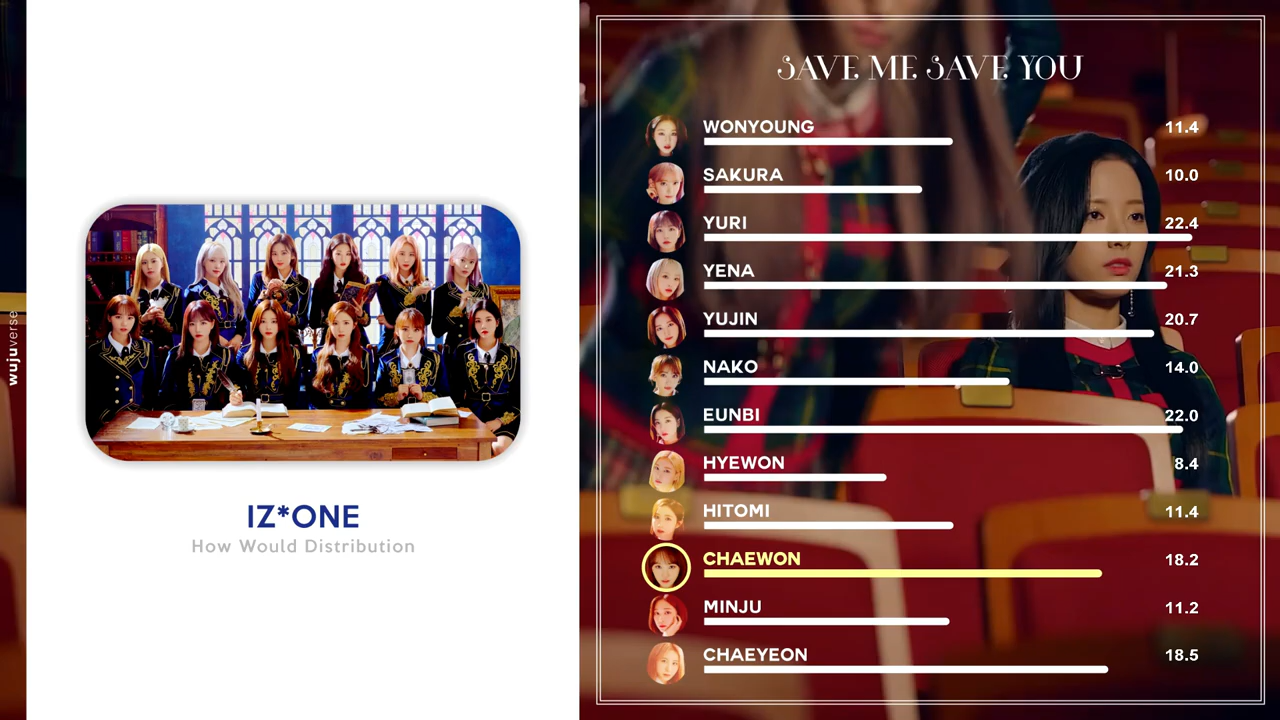 wujuverse
IZ*ONE
How Would Distribution
SAVE ME SAVE YOU
WONYOUNG 11.4
SAKURA 10.0
YURI 22.4
YENA 21.3
YUJIN 20.7
NAKO 14.0
EUNBI 22.0
HYEWON 8.4
HITOMI 11.4
CHAEWON 18.2
MINJU 11.2
CHAEYEON 18.5